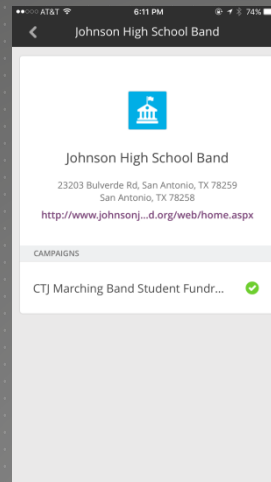 AT&T 6:11 PM 74%
Johnson High School Band
Johnson High School Band
23203 Bulverde Rd, San Antonio, TX 78259
San Antonio, TX 78258
http://www.johnsonj...d.org/web/home.aspx
CAMPAIGNS
CTJ Marching Band Student Fundr...